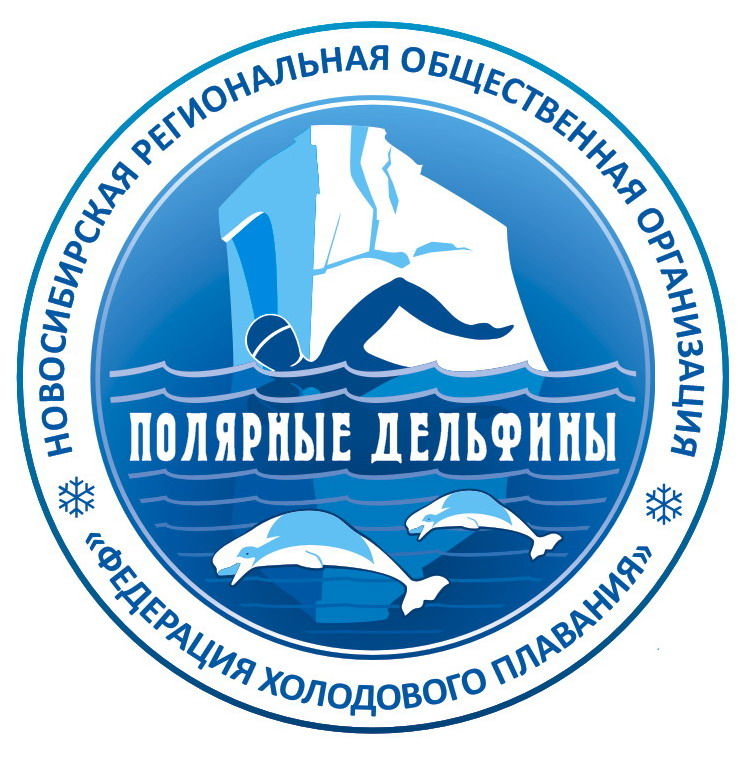 НОВОСИБИРСКАЯ РЕГИОНАЛЬНАЯ ОБЩЕСТВЕННАЯ ОРГАНИЗАЦИЯ
ПОЛЯРНЫЕ ДЕЛЬФИНЫ
«ФЕДЕРАЦИЯ ХОЛОДОВОГО ПЛАВАНИЯ»